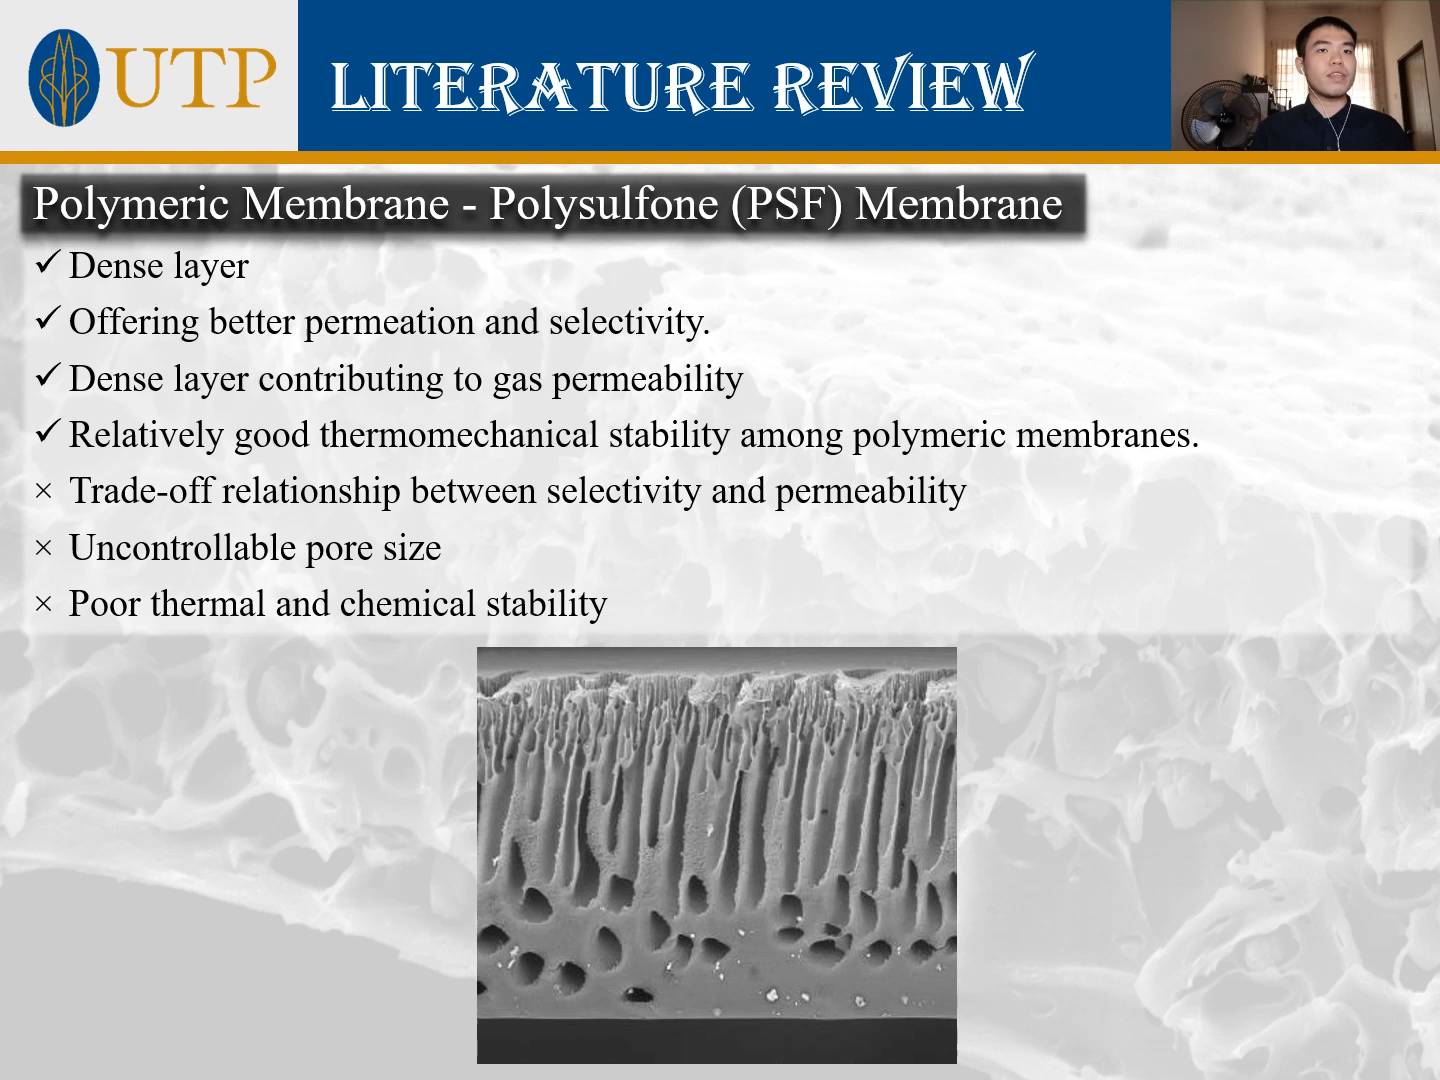 UTP
LITERATURE REVIEW
Polymeric Membrane - Polysulfone (PSF) Membrane
✓ Dense layer
✓ Offering better permeation and selectivity.
✓ Dense layer contributing to gas permeability
✓ Relatively good thermomechanical stability among polymeric membranes.
× Trade-off relationship between selectivity and permeability
× Uncontrollable pore size
× Poor thermal and chemical stability